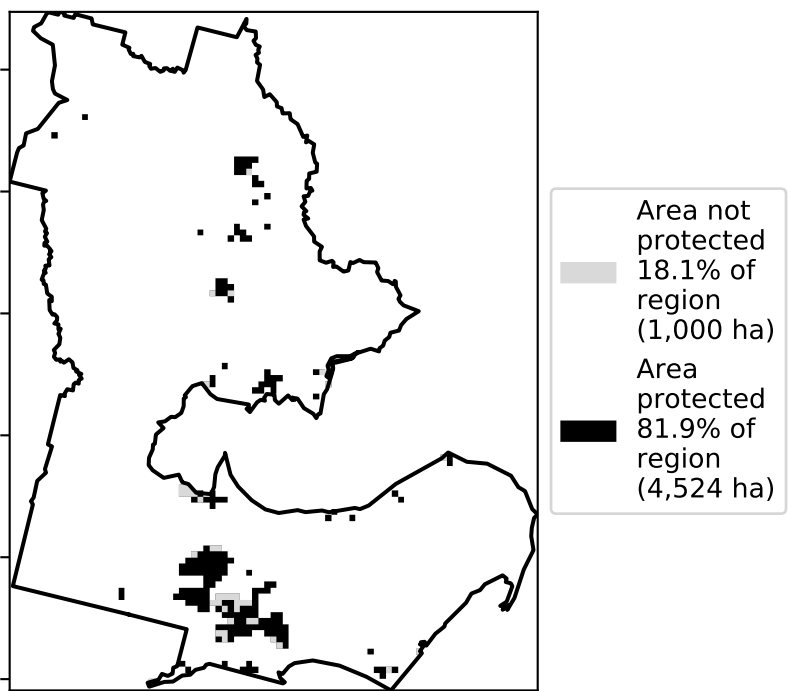 Area not
protected
18.1% of
region
(1,000 ha)
Area
protected
81.9% of
region
(4,524 ha)